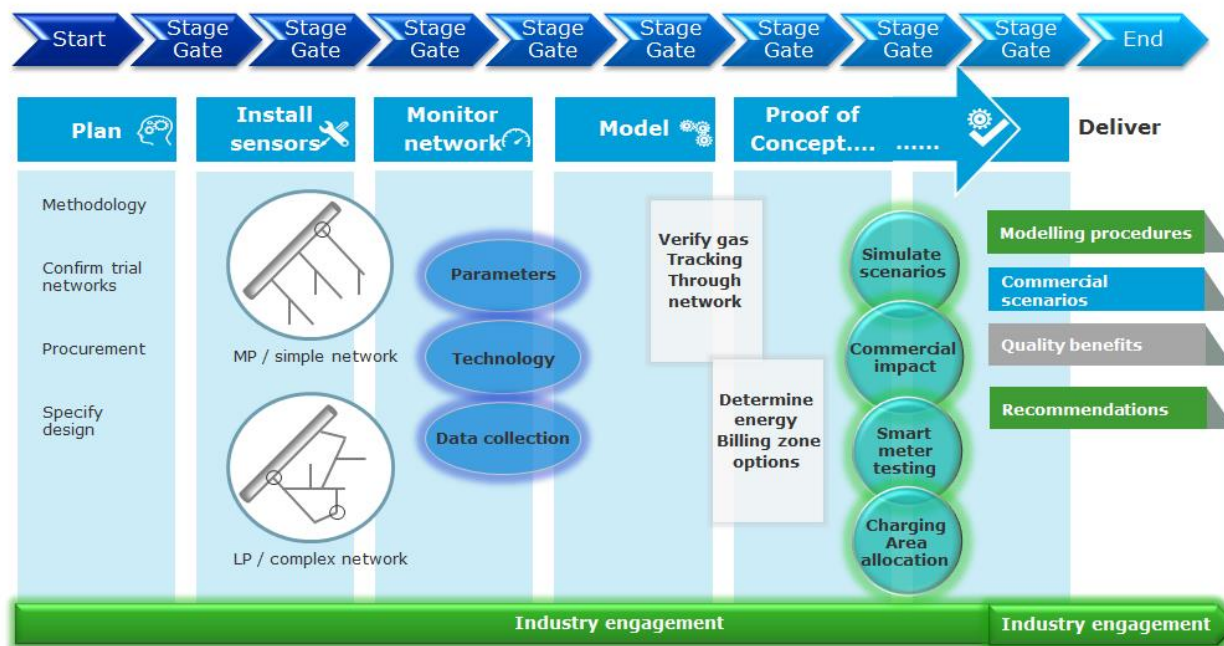 Start
Stage
Gate
Stage
Gate
Stage
Gate
Stage
Gate
Stage
Gate
Stage
Gate
Stage
Gate
Stage
Gate
End
Plan
Install
sensors
Monitor
network
Model
Proof of
Concept.... ......
Deliver
Methodology
Confirm trial
networks
Procurement
Specify
design
MP / simple network
LP / complex network
Parameters
Technology
Data collection
Verify gas
Tracking
Through
network
Determine
energy
Billing zone
options
Simulate
scenarios
Commercial
impact
Smart
meter
testing
Charging
Area
allocation
Modelling procedures
Commercial
scenarios
Quality benefits
Recommendations
Industry engagement
Industry engagement